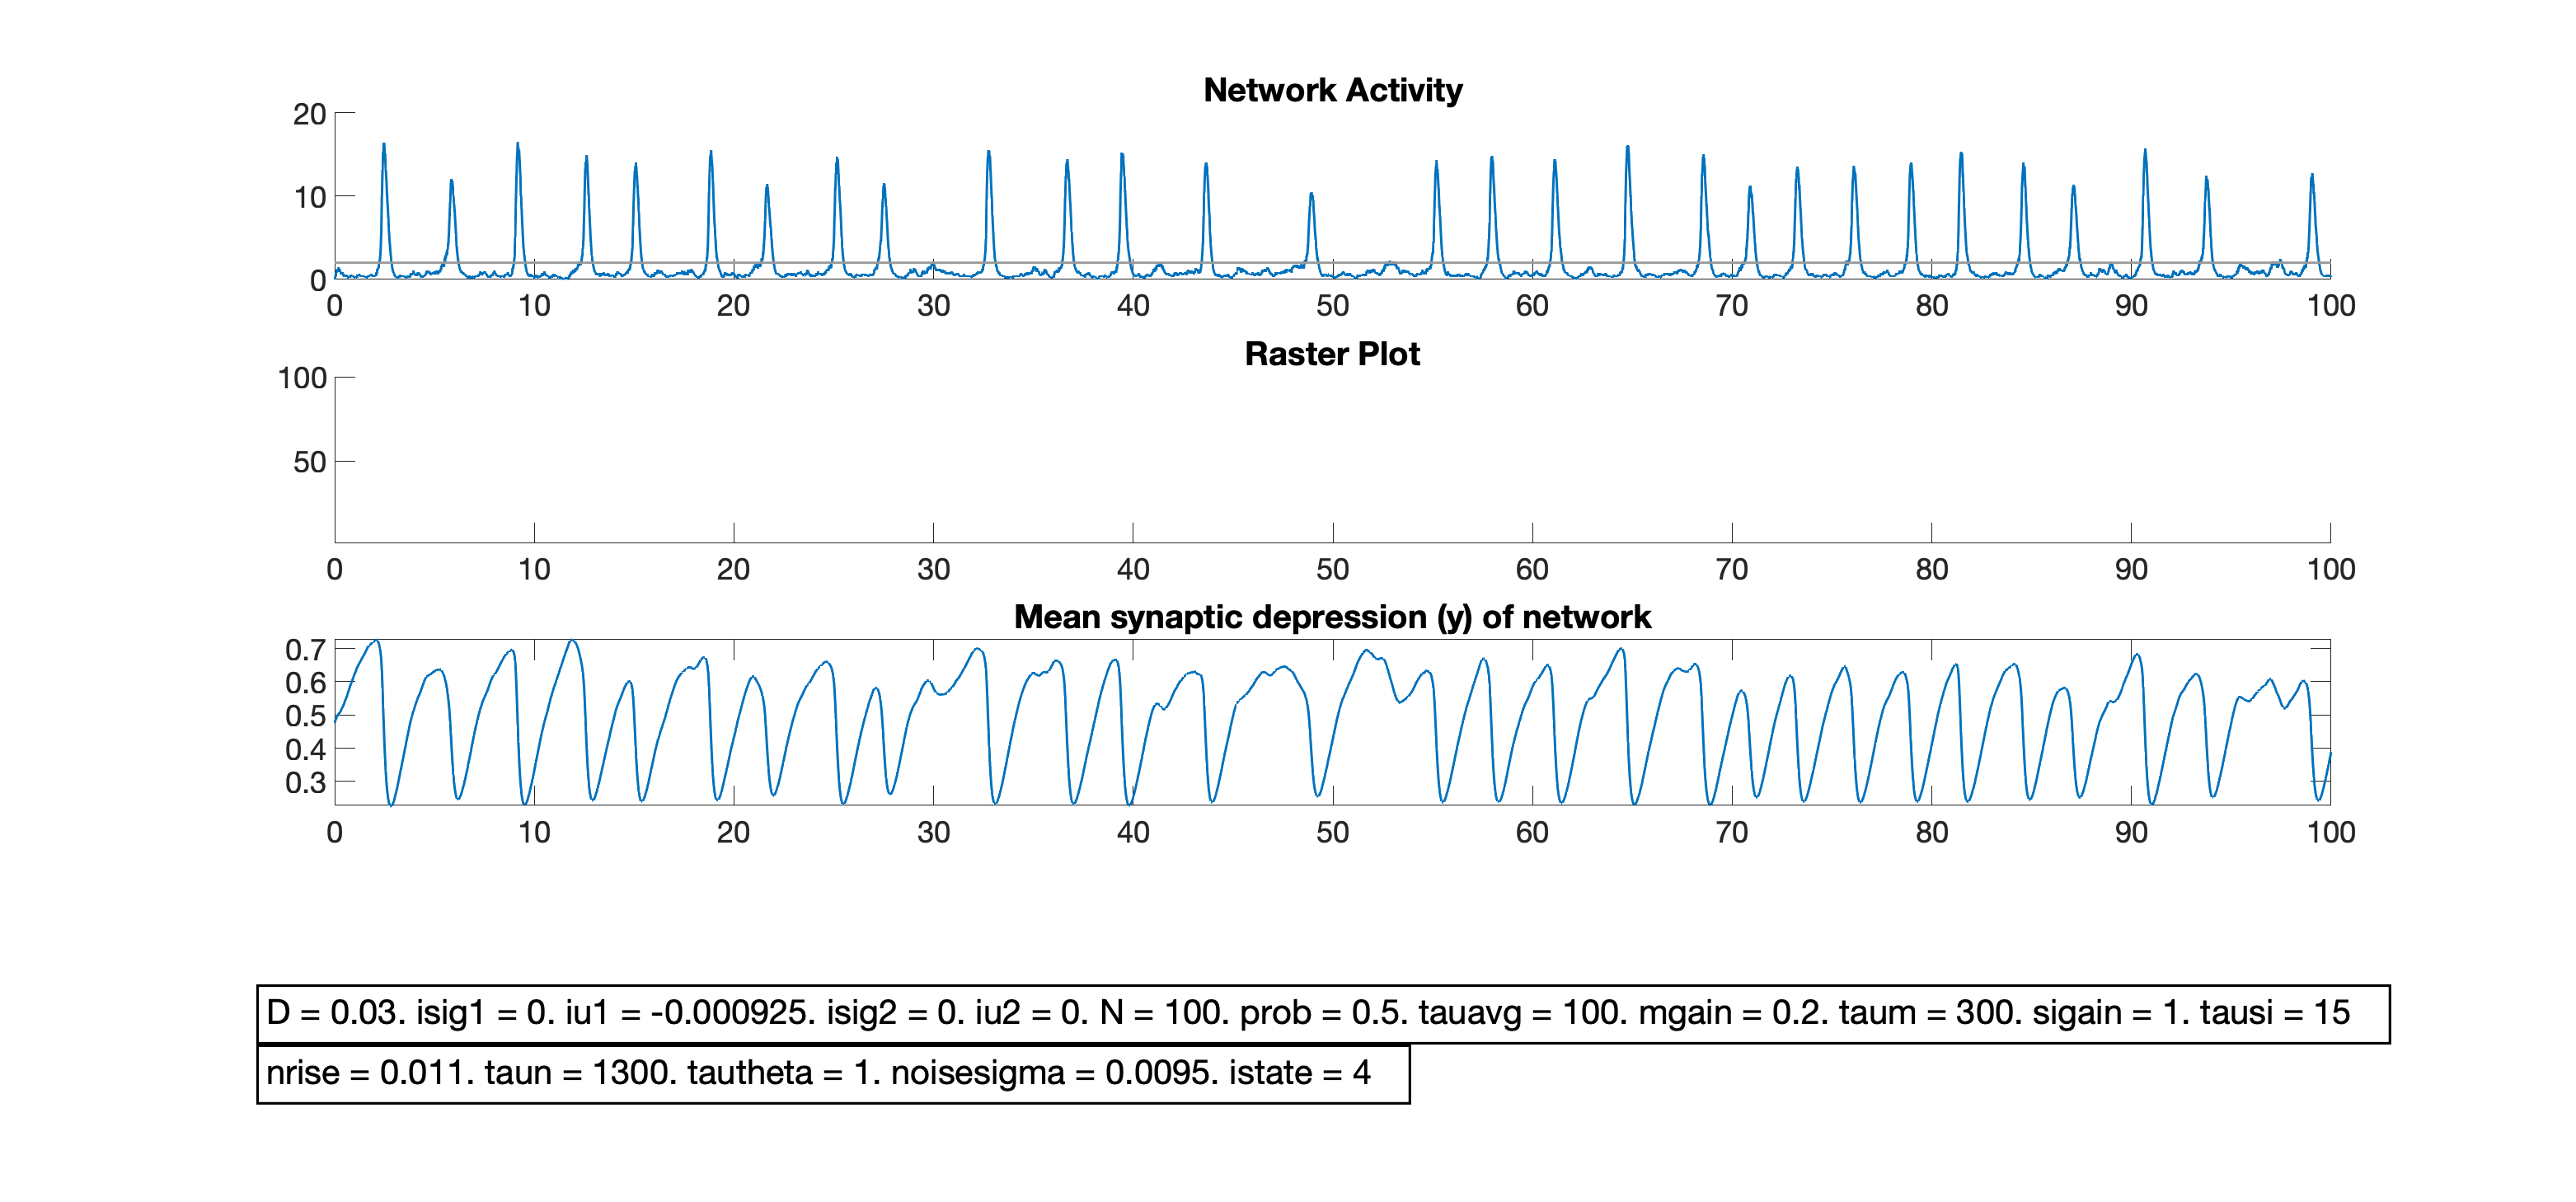 Network Activity
20
10
0
0 10 20 30 40 50 60 70 80 90 100
Raster Plot
100
50
0 10 20 30 40 50 60 70 80 90 100
Mean synaptic depression (y) of network
0.7
0.6
0.5
0.4
0.3
0 10 20 30 40 50 60 70 80 90 100
D = 0.03. isig1 = 0. iu1 = -0.000925. isig2 = 0. iu2 = 0. N = 100. prob = 0.5. tauavg = 100. mgain = 0.2. taum = 300. sigain = 1. tausi = 15
nrise = 0.011. taun = 1300. tautheta = 1. noisesigma = 0.0095. istate = 4